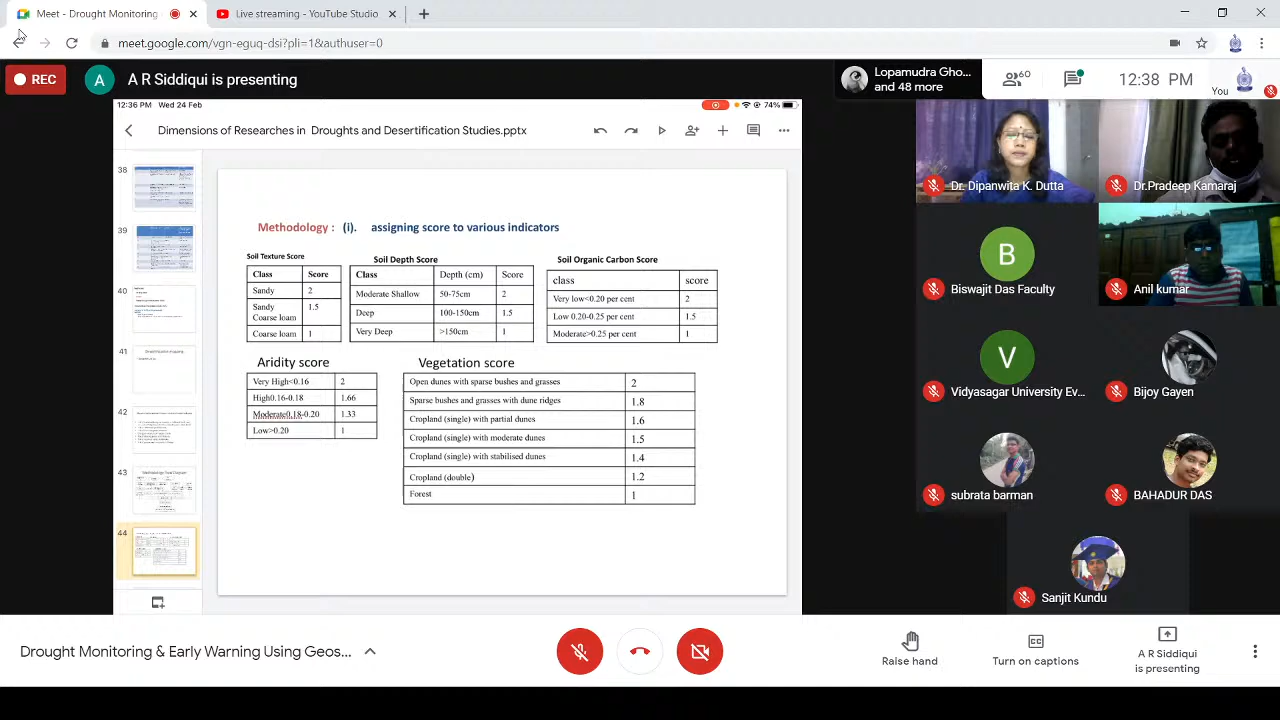 Meet - Drought Monitoring
Live streaming - YouTube Studio
meet.google.com/vgn-eguq-dsi?pli=1&authuser=0
REC
A
A R Siddiqui is presenting
Lopamudra Gho...
and 48 more
60
12:38 PM
You
12:36 PM Wed 24 Feb
74%
Dimensions of Researches in Droughts and Desertification Studies.pptx
38
39
40
41
42
43
44
Methodology : (i). assigning score to various indicators
Soil Texture Score
Class Score
Sandy 2
Sandy Coarse loam 1.5
Coarse loam 1
Soil Depth Score
Class Depth (cm) Score
Moderate Shallow 50-75cm 2
Deep 100-150cm 1.5
Very Deep >150cm 1
Soil Organic Carbon Score
class score
Very low<0.20 per cent 2
Low 0.20-0.25 per cent 1.5
Moderate>0.25 per cent 1
Aridity score
Very High<0.16 2
High0.16-0.18 1.66
Moderate0.18-0.20 1.33
Low>0.20 1
Vegetation score
Open dunes with sparse bushes and grasses 2
Sparse bushes and grasses with dune ridges 1.8
Cropland (single) with partial dunes 1.6
Cropland (single) with moderate dunes 1.5
Cropland (single) with stabilised dunes 1.4
Cropland (double) 1.2
Forest 1
Dr. Dipanwita K. Dutta
Dr.Pradeep Kamaraj
B
Biswajit Das Faculty
Anil kumar
V
Vidyasagar University Ev...
Bijoy Gayen
subrata barman
BAHADUR DAS
Sanjit Kundu
Drought Monitoring & Early Warning Using Geos...
Raise hand
Turn on captions
A R Siddiqui
is presenting